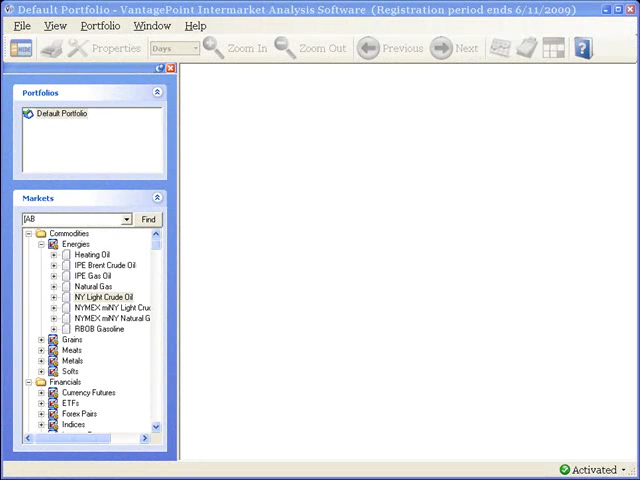 Default Portfolio - VantagePoint Intermarket Analysis Software (Registration period ends 6/11/2009)
File View Portfolio Window Help
HIDE Properties Days Zoom In Zoom Out Previous Next ?
Portfolios
Default Portfolio
Markets
[AB Find
Commodities
Energies
Heating Oil
IPE Brent Crude Oil
IPE Gas Oil
Natural Gas
NY Light Crude Oil
NYMEX miNY Light Cruc
NYMEX miNY Natural G
RBOB Gasoline
Grains
Meats
Metals
Softs
Financials
Currency Futures
ETFs
Forex Pairs
Indices
Activated